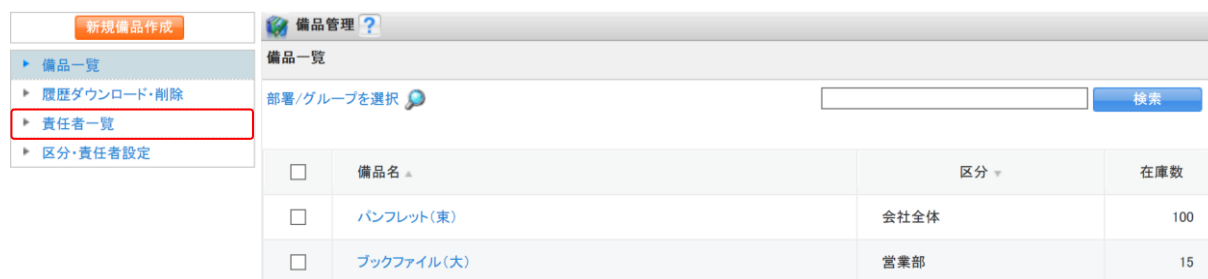 新規備品作成
備品一覧
履歴ダウンロード・削除
責任者一覧
区分・責任者設定
備品管理 ?
備品一覧
部署/グループを選択
検索
備品名 区分 在庫数
パンフレット(東) 会社全体 100
ブックファイル(大) 営業部 15